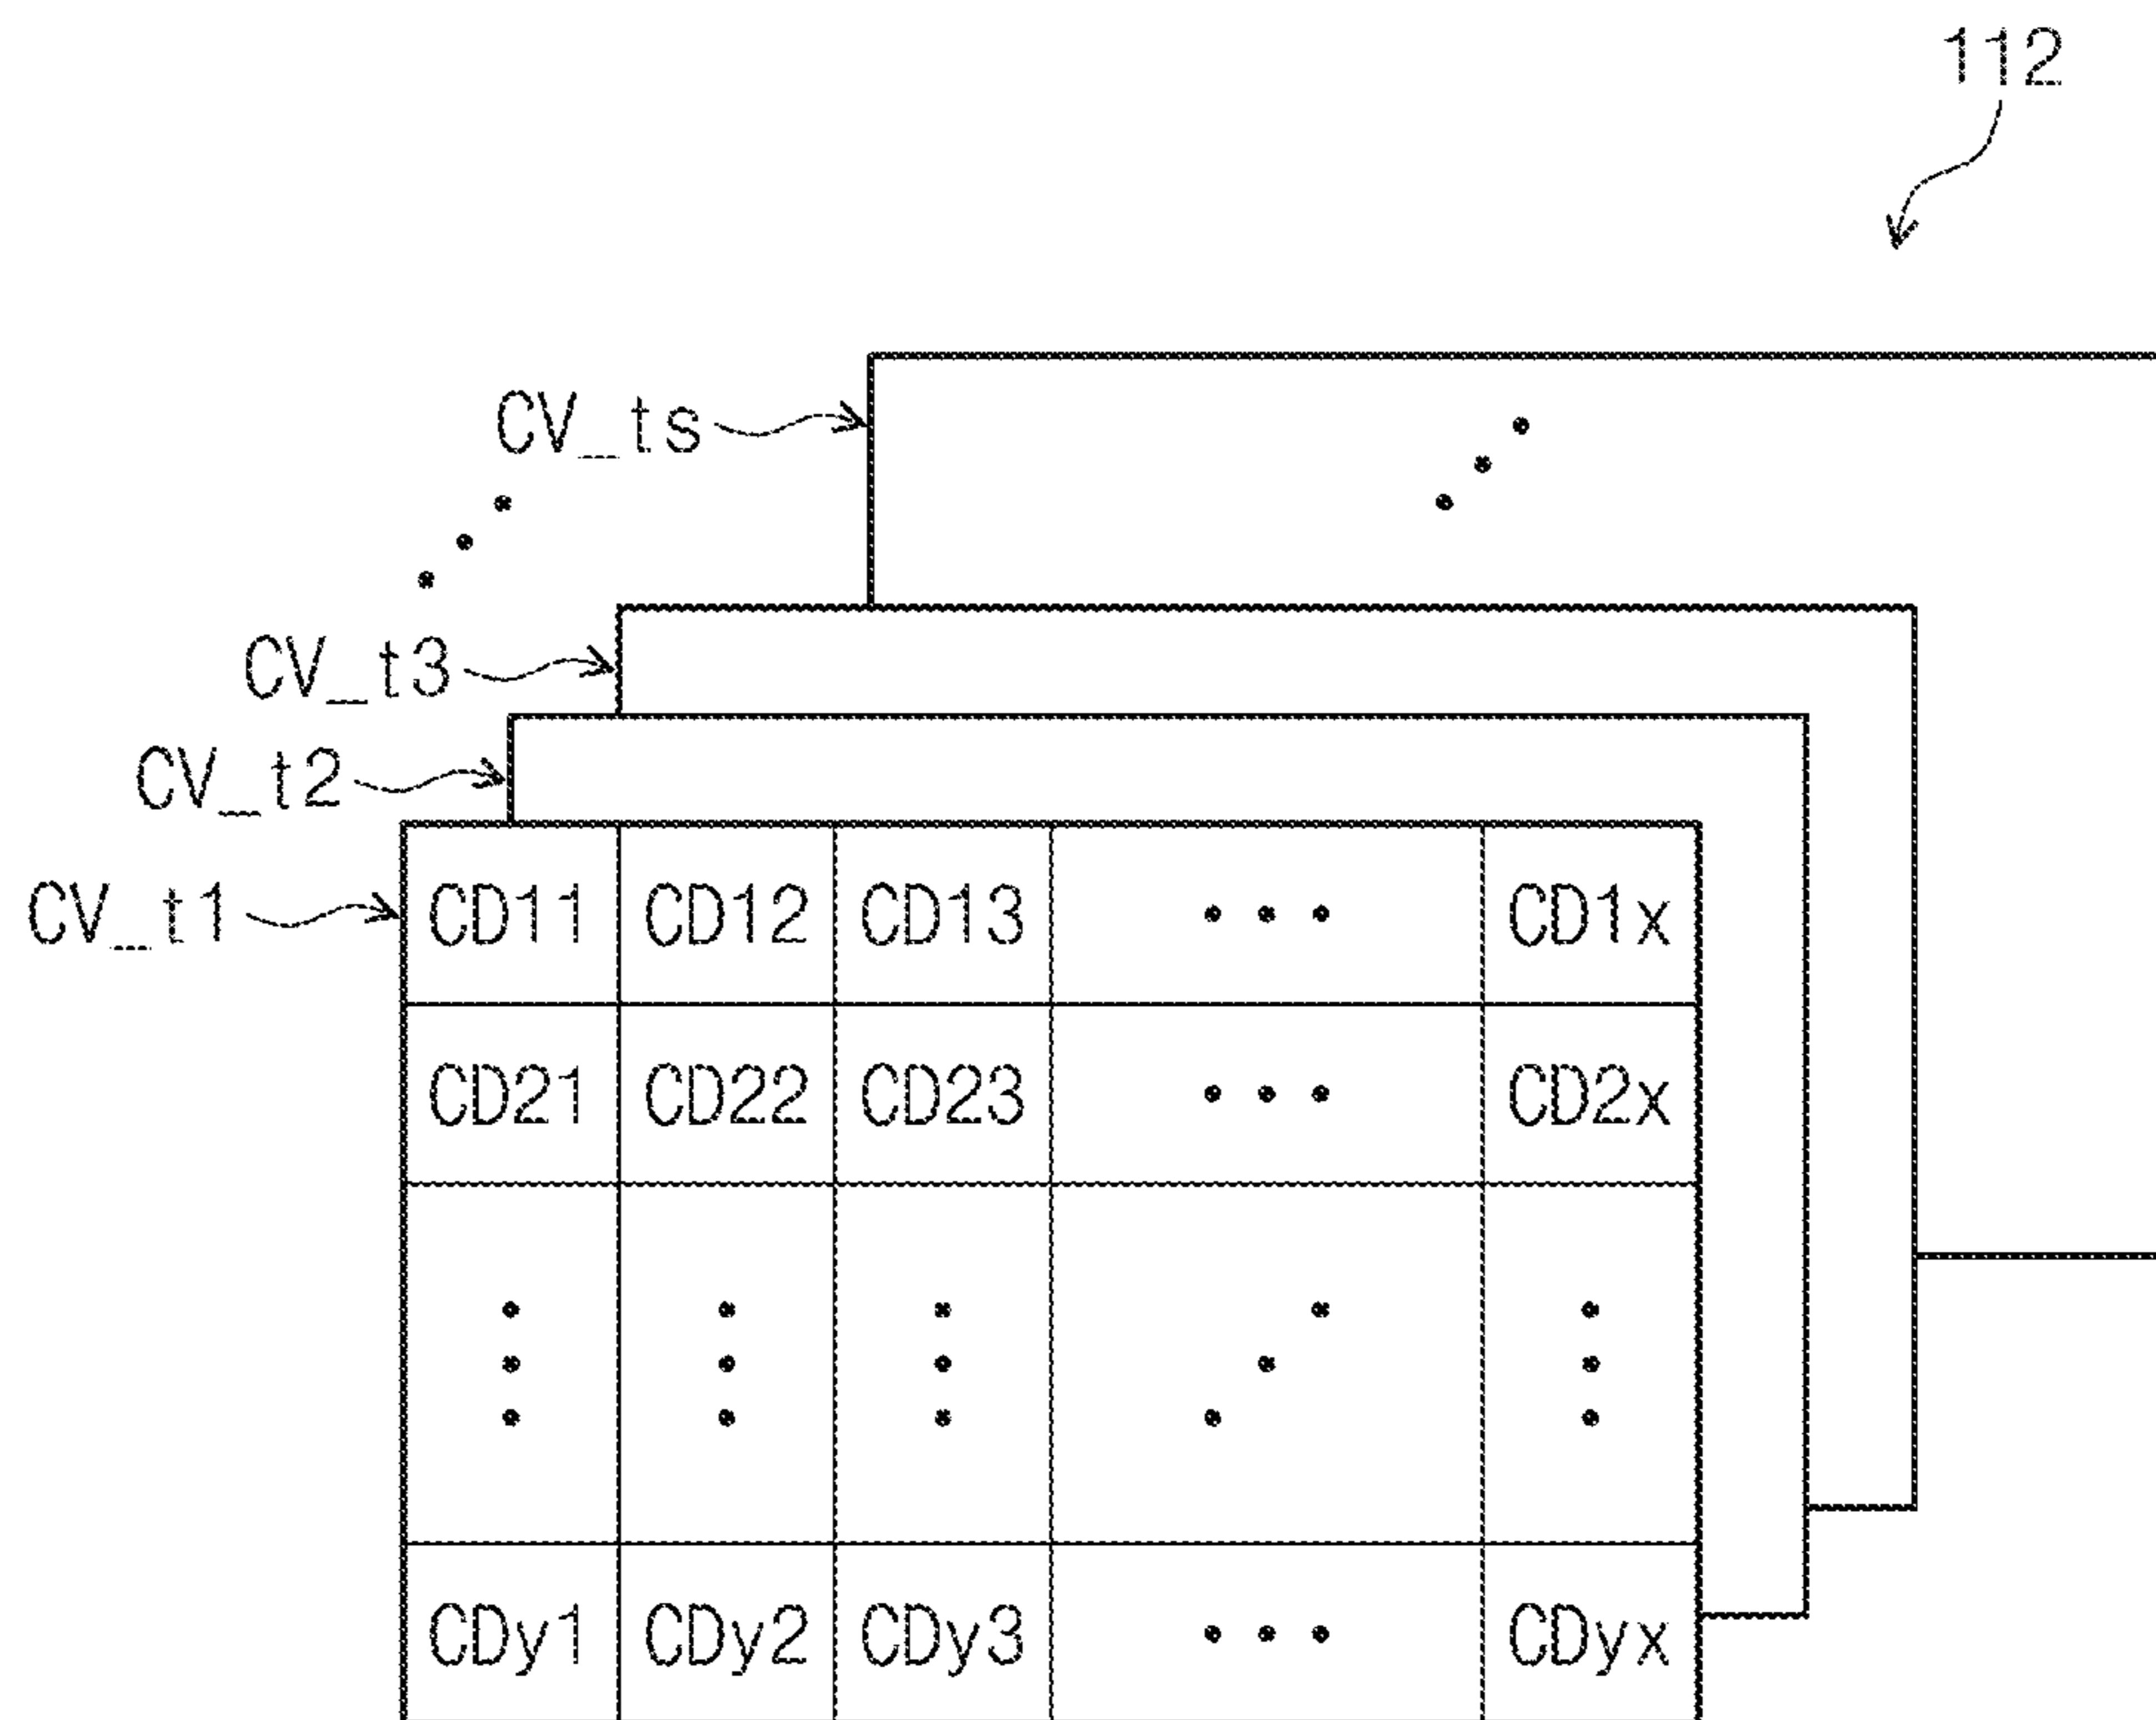 112
CV_ts
CV_t3
CV_t2
CV_t1
CD11 CD12 CD13 ••• CD1x
CD21 CD22 CD23 ••• CD2x
CDy1 CDy2 CDy3 ••• CDyx